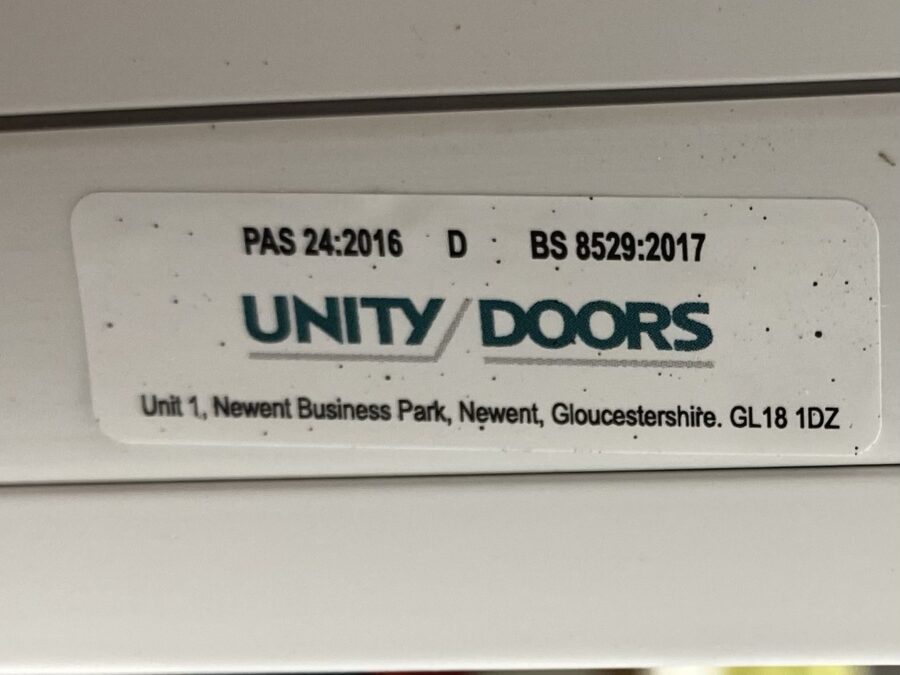 PAS 24:2016 D BS 8529:2017
UNITY/DOORS
Unit 1, Newent Business Park, Newent, Gloucestershire. GL18 1DZ